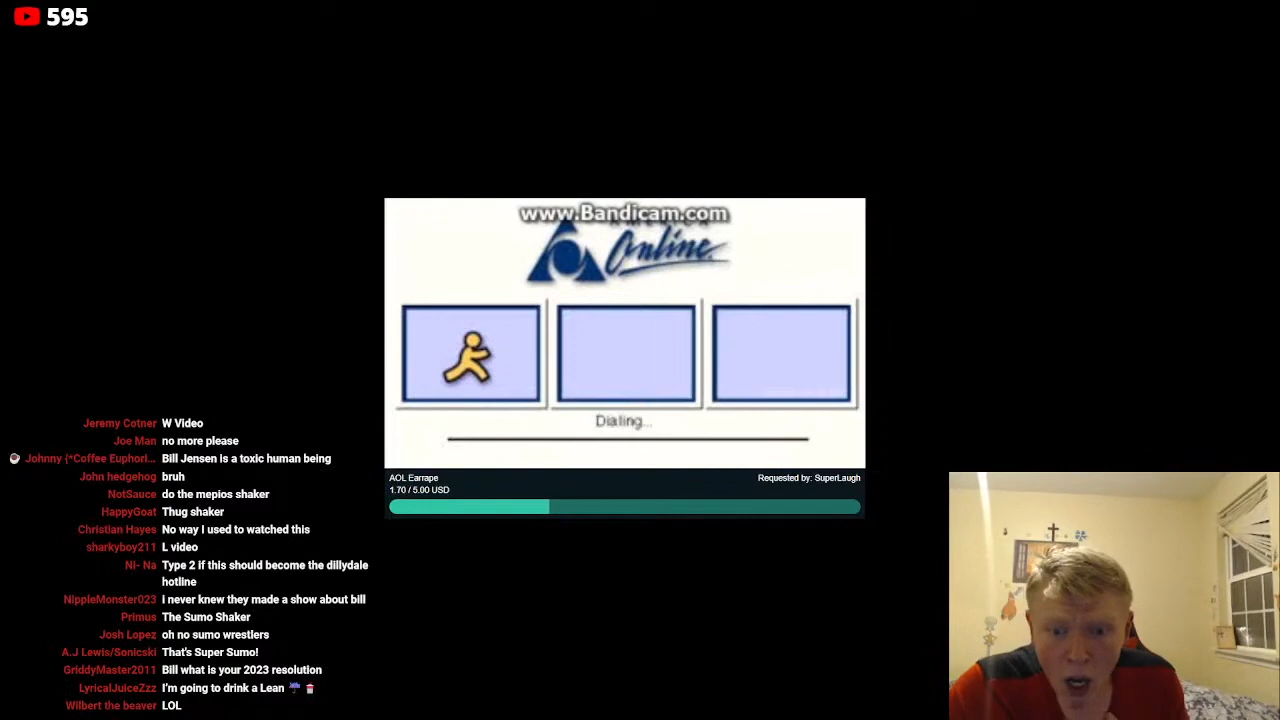 595
www.Bandicam.com
Online
Dialing...
AOL Earrape
Requested by: SuperLaugh
1.70 / 5.00 USD
Jeremy Cotner W Video
Joe Man no more please
Johnny {*Coffee Euphori... Bill Jensen is a toxic human being
John hedgehog bruh
NotSauce do the mepios shaker
HappyGoat Thug shaker
Christian Hayes No way I used to watched this
sharkyboy211 L video
Ni- Na Type 2 if this should become the dillydale
hotline
NippleMonster023 i never knew they made a show about bill
Primus The Sumo Shaker
Josh Lopez oh no sumo wrestlers
A.J Lewis/Sonicski That's Super Sumo!
GriddyMaster2011 Bill what is your 2023 resolution
LyricalJuiceZzz I'm going to drink a Lean ☔ 🥤
Wilbert the beaver LOL